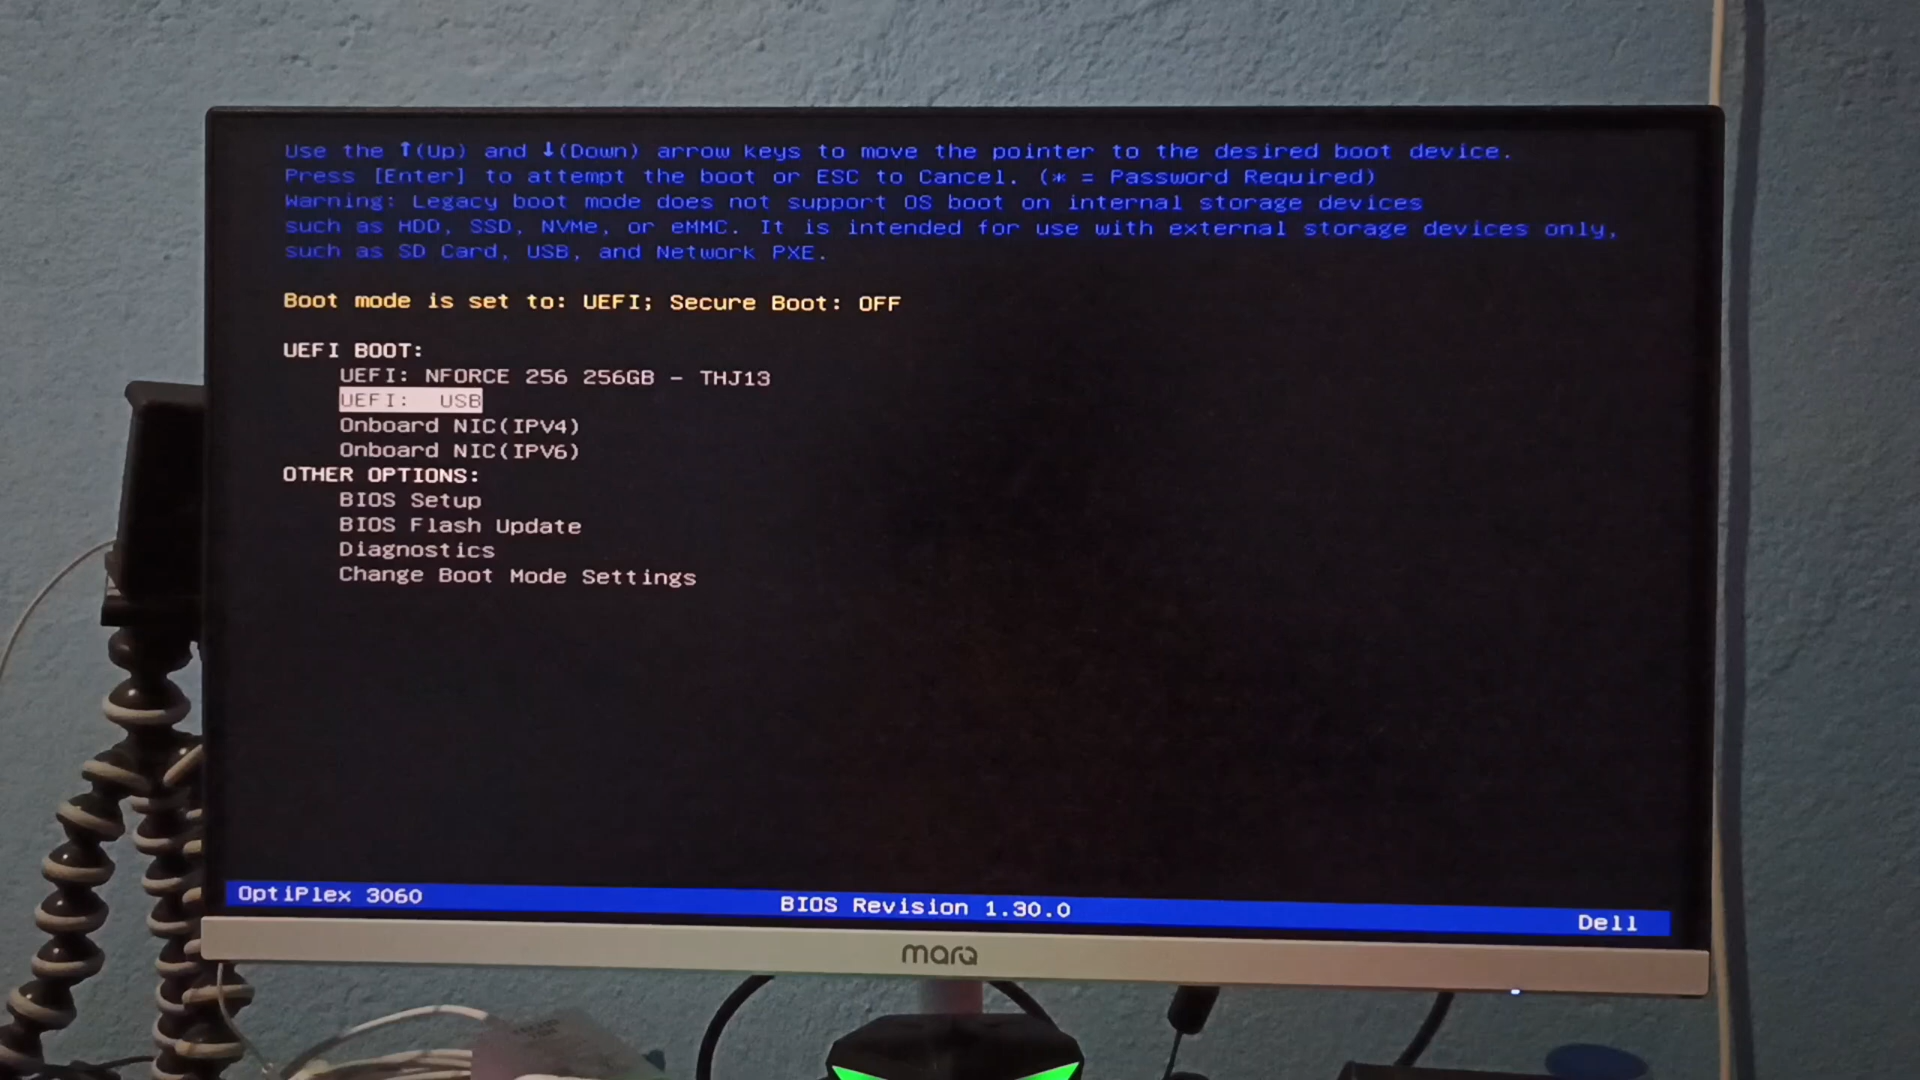 Use the ↑(Up) and ↓(Down) arrow keys to move the pointer to the desired boot device.
Press [Enter] to attempt the boot or ESC to Cancel. (* = Password Required)
Warning: Legacy boot mode does not support OS boot on internal storage devices
such as HDD, SSD, NVMe, or eMMC. It is intended for use with external storage devices only,
such as SD Card, USB, and Network PXE.
Boot mode is set to: UEFI; Secure Boot: OFF
UEFI BOOT:
UEFI: NFORCE 256 256GB - THJ13
UEFI: USB
Onboard NIC(IPV4)
Onboard NIC(IPV6)
OTHER OPTIONS:
BIOS Setup
BIOS Flash Update
Diagnostics
Change Boot Mode Settings
OptiPlex 3060 BIOS Revision 1.30.0 Dell
marq